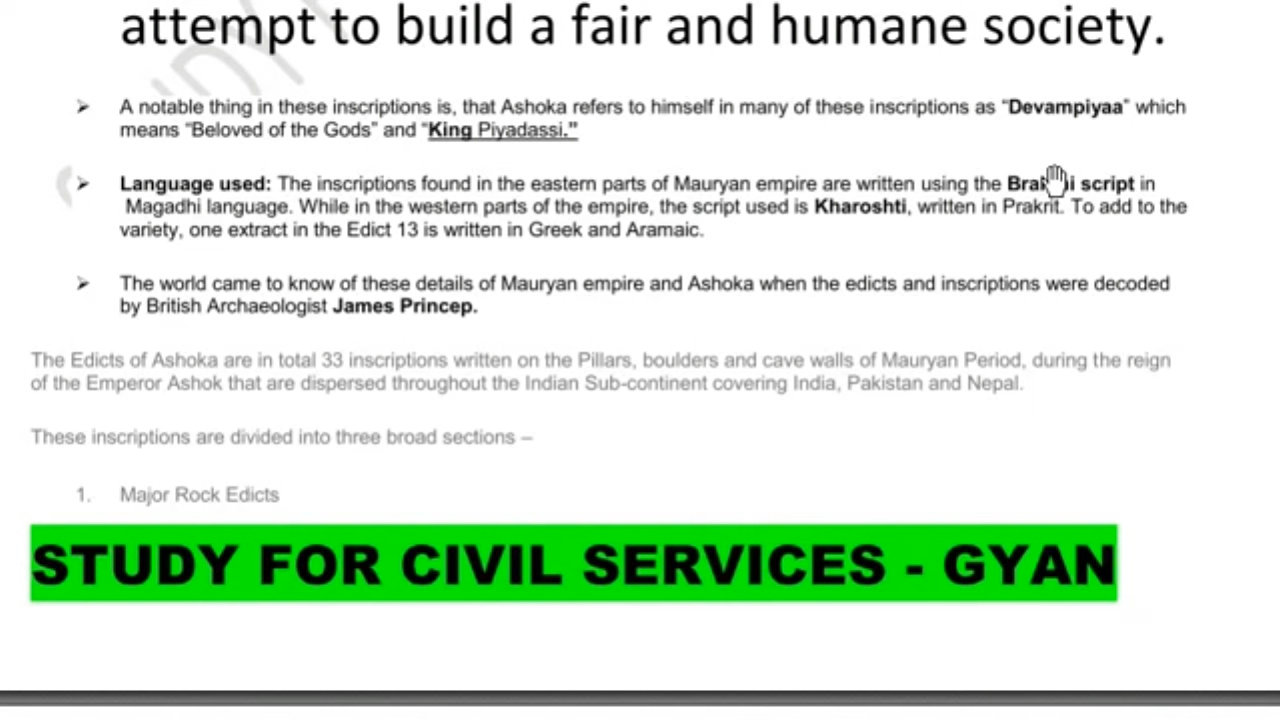 attempt to build a fair and humane society.
➢ A notable thing in these inscriptions is, that Ashoka refers to himself in many of these inscriptions as “Devampiyaa” which
means “Beloved of the Gods” and “King Piyadassi."
➢ Language used: The inscriptions found in the eastern parts of Mauryan empire are written using the script in
Magadhi language. While in the western parts of the empire, the script used is Kharoshti, written in Prakrit. To add to the
variety, one extract in the Edict 13 is written in Greek and Aramaic.
➢ The world came to know of these details of Mauryan empire and Ashoka when the edicts and inscriptions were decoded
by British Archaeologist James Princep.
The Edicts of Ashoka are in total 33 inscriptions written on the Pillars, boulders and cave walls of Mauryan Period, during the reign
of the Emperor Ashok that are dispersed throughout the Indian Sub-continent covering India, Pakistan and Nepal.
These inscriptions are divided into three broad sections –
1. Major Rock Edicts
STUDY FOR CIVIL SERVICES - GYAN